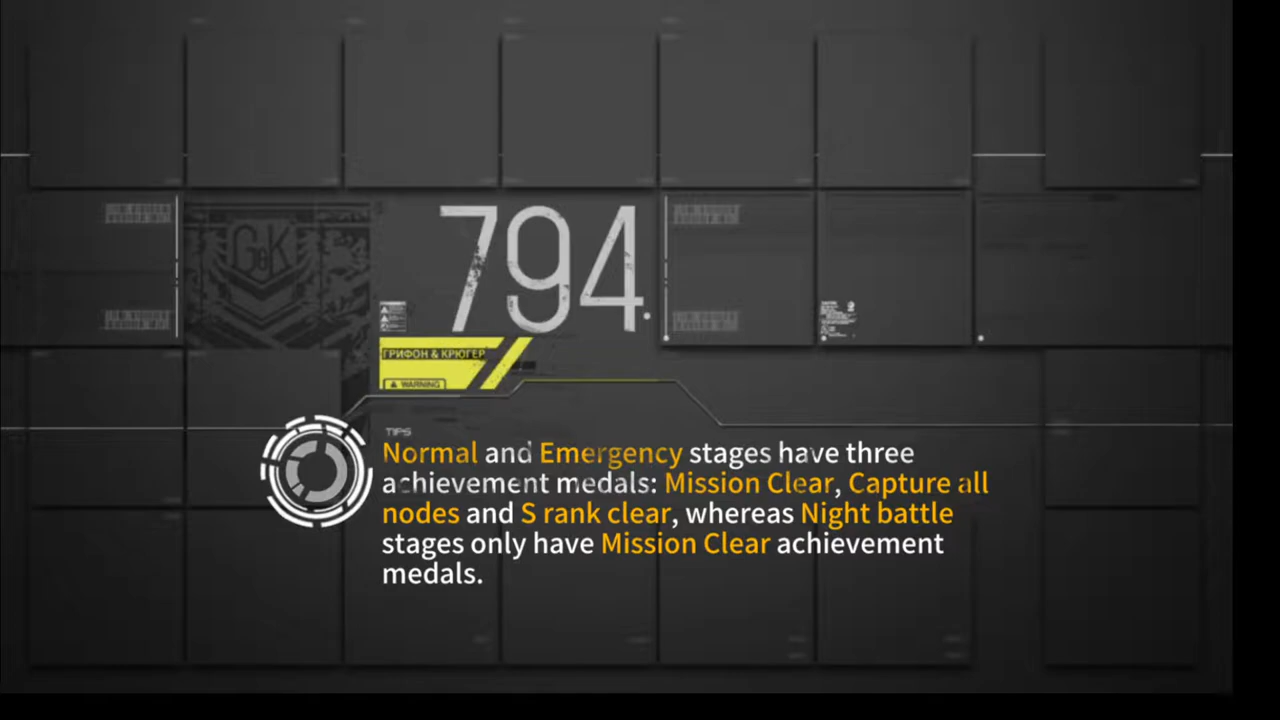 G&K
794.
ГРИФОН & КРЮГЕР
WARNING
TIPS
Normal and Emergency stages have three
achievement medals: Mission Clear, Capture all
nodes and S rank clear, whereas Night battle
stages only have Mission Clear achievement
medals.